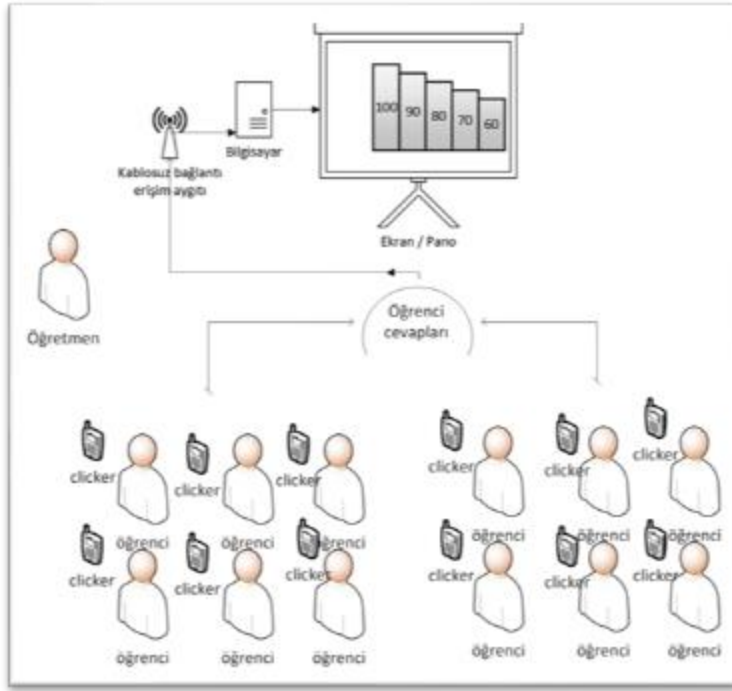 100 90 80 70 60
Bilgisayar
Kablosuz bağlantı
erişim aygıtı
Ekran / Pano
Öğretmen
Öğrenci
cevapları
clicker
clicker
clicker
öğrenci
öğrenci
öğrenci
clicker
clicker
clicker
öğrenci
öğrenci
öğrenci
clicker
clicker
clicker
öğrenci
öğrenci
öğrenci
clicker
clicker
clicker
öğrenci
öğrenci
öğrenci